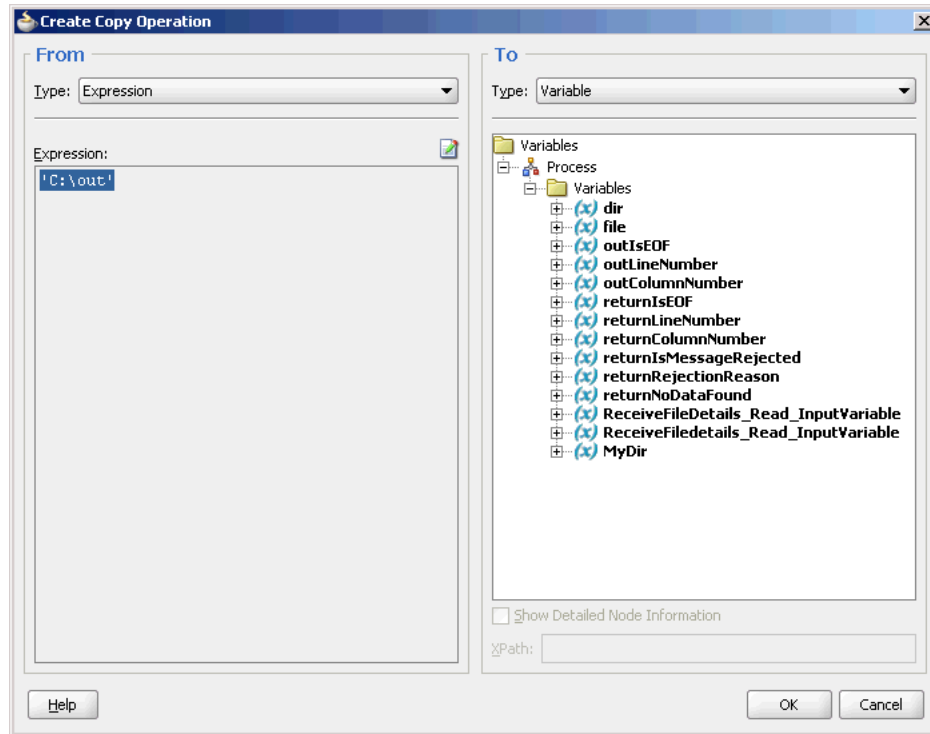 Create Copy Operation
From
Type: Expression
Expression:
'C:\out'
To
Type: Variable
Variables
Process
Variables
(x) dir
(x) file
(x) outIsEOF
(x) outLineNumber
(x) outColumnNumber
(x) returnIsEOF
(x) returnLineNumber
(x) returnColumnNumber
(x) returnIsMessageRejected
(x) returnRejectionReason
(x) returnNoDataFound
(x) ReceiveFileDetails_Read_InputVariable
(x) ReceiveFiledetails_Read_InputVariable
(x) MyDir
Show Detailed Node Information
XPath:
Help
OK
Cancel